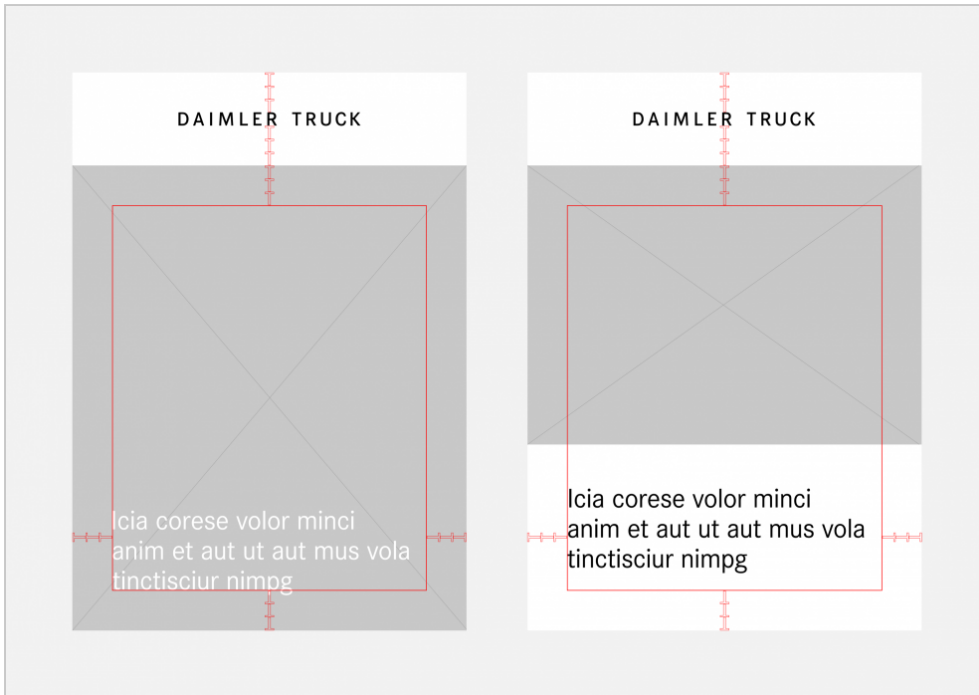 DAIMLER TRUCK
Icia corese volor minci
anim et aut ut aut mus vola
tinctisciur nimpg
DAIMLER TRUCK
Icia corese volor minci
anim et aut ut aut mus vola
tinctisciur nimpg